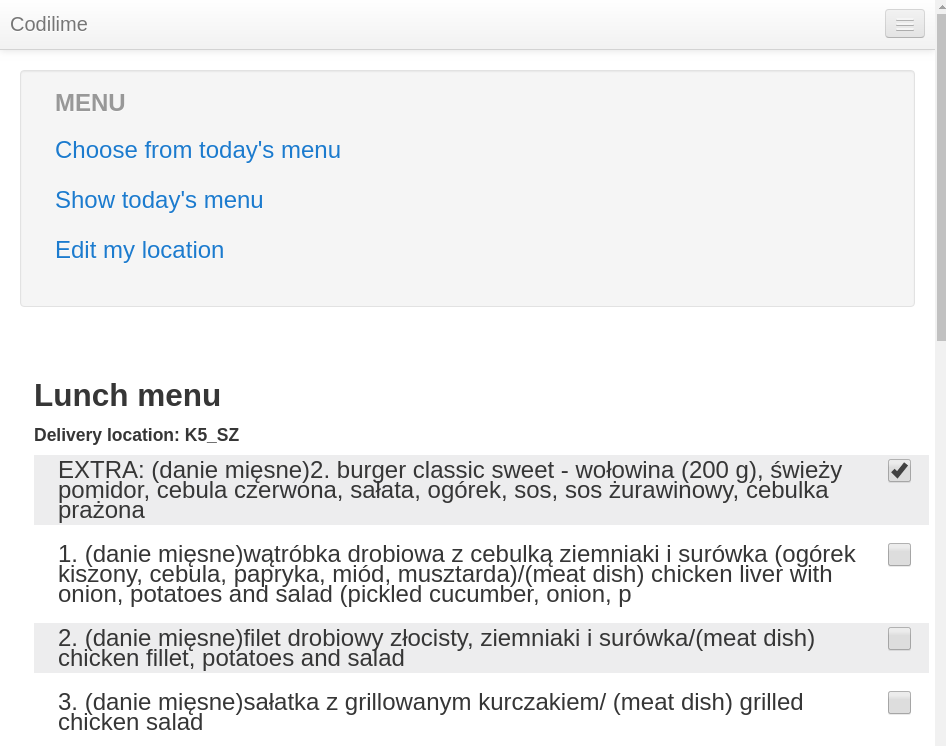 Codilime
MENU
Choose from today's menu
Show today's menu
Edit my location
Lunch menu
Delivery location: K5_SZ
EXTRA: (danie mięsne)2. burger classic sweet - wołowina (200 g), świeży
pomidor, cebula czerwona, sałata, ogórek, sos, sos żurawinowy, cebulka
prażona
1. (danie mięsne)wątróbka drobiowa z cebulką ziemniaki i surówka (ogórek
kiszony, cebula, papryka, miód, musztarda)/(meat dish) chicken liver with
onion, potatoes and salad (pickled cucumber, onion, p
2. (danie mięsne)filet drobiowy złocisty, ziemniaki i surówka/(meat dish)
chicken fillet, potatoes and salad
3. (danie mięsne)sałatka z grillowanym kurczakiem/ (meat dish) grilled
chicken salad